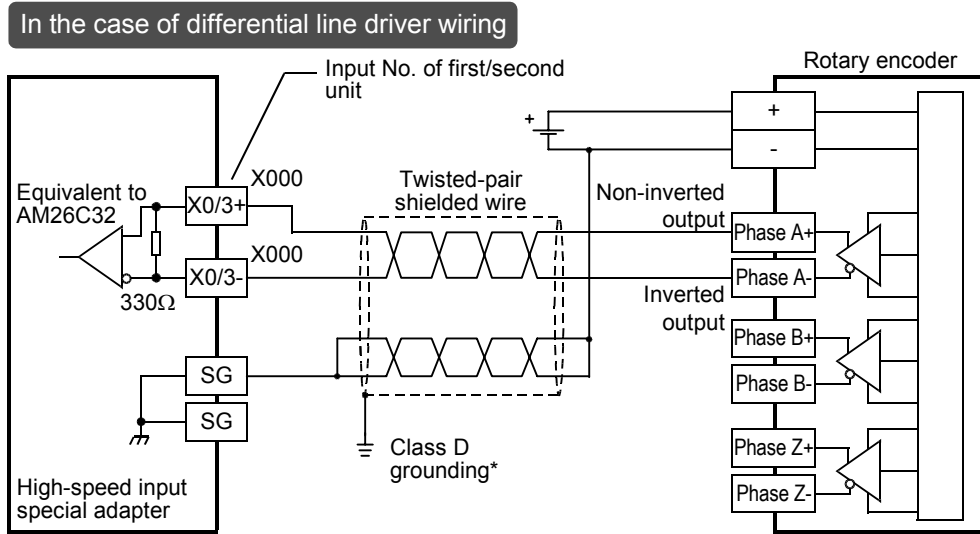 In the case of differential line driver wiring
Input No. of first/second
unit
Rotary encoder
+
+
-
Equivalent to
AM26C32
X0/3+
X000
Twisted-pair
shielded wire
Non-inverted
output
Phase A+
X0/3-
X000
Phase A-
330Ω
Inverted
output
Phase B+
SG
Phase B-
SG
Class D
grounding*
Phase Z+
Phase Z-
High-speed input
special adapter